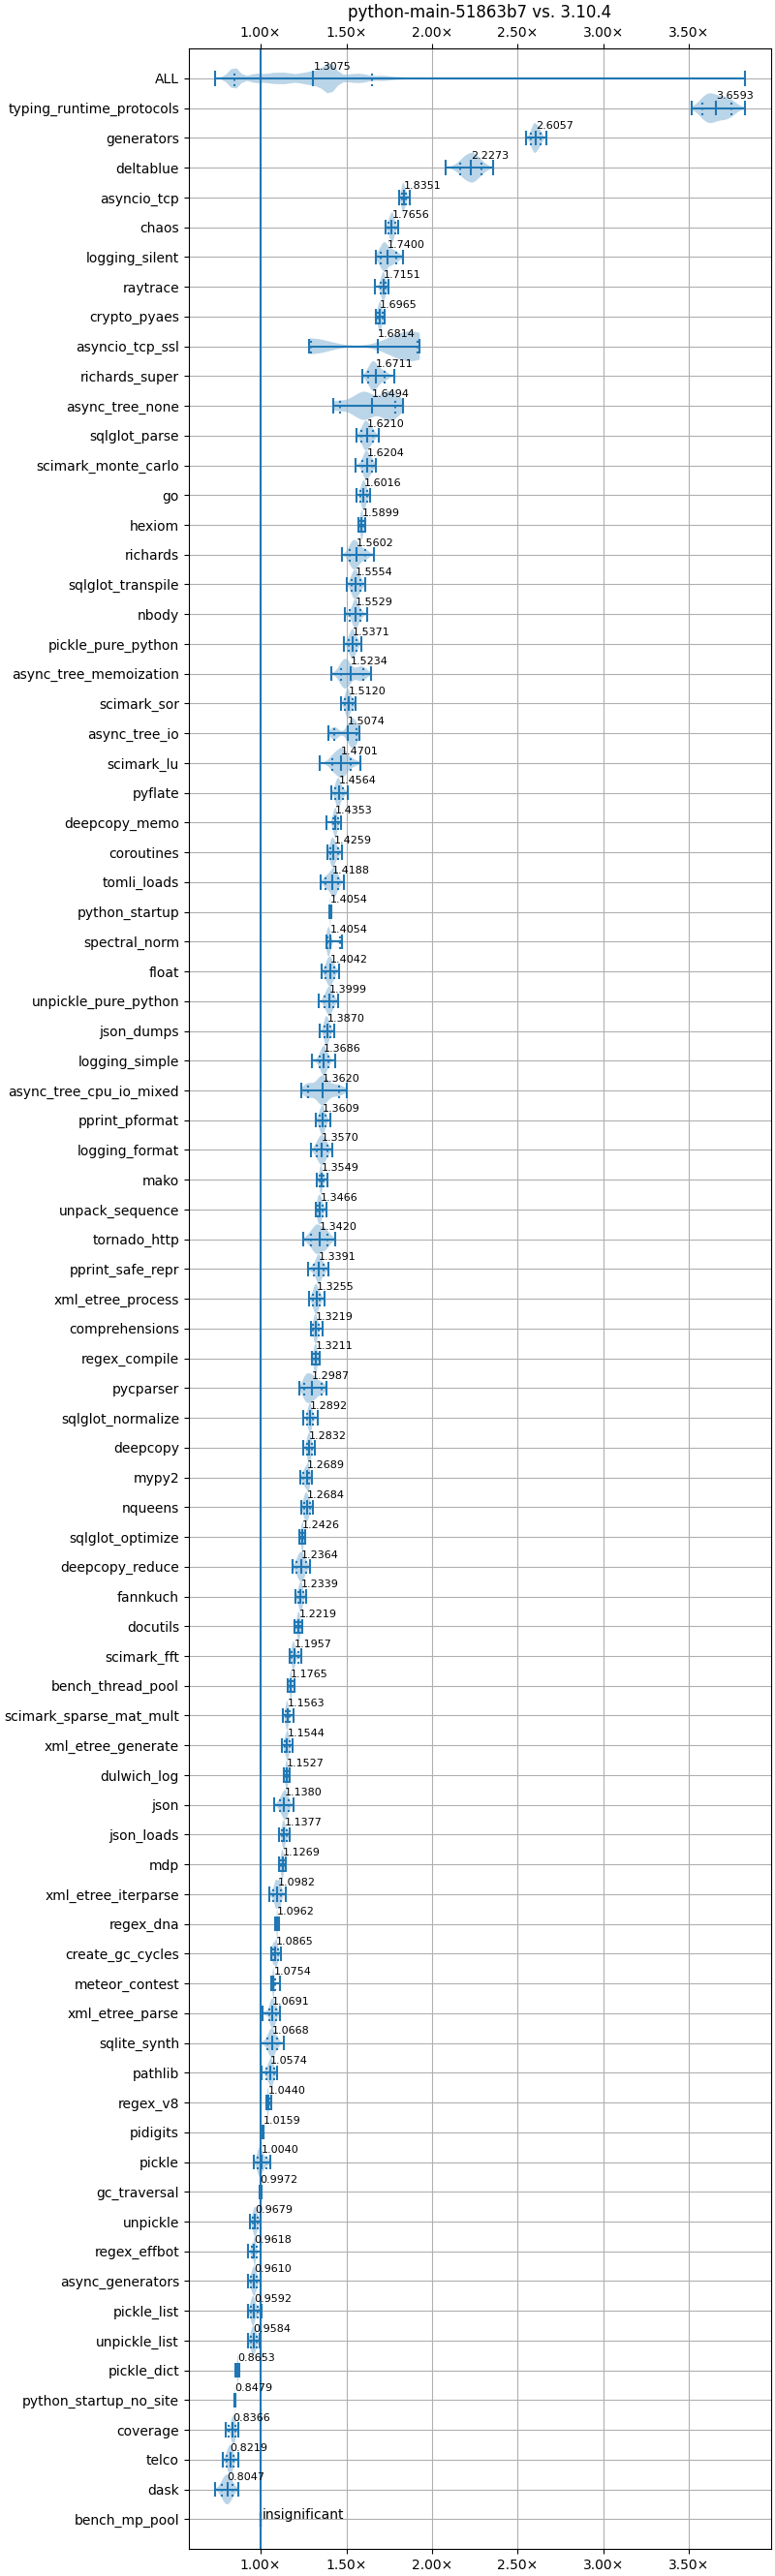 python-main-51863b7 vs. 3.10.4
1.00× 1.50× 2.00× 2.50× 3.00× 3.50×
ALL 1.3075
typing_runtime_protocols 3.6593
generators 2.6057
deltablue 2.2273
asyncio_tcp 1.8351
chaos 1.7656
logging_silent 1.7400
raytrace 1.7151
crypto_pyaes 1.6965
asyncio_tcp_ssl 1.6814
richards_super 1.6711
async_tree_none 1.6494
sqlglot_parse 1.6210
scimark_monte_carlo 1.6204
go 1.6016
hexiom 1.5899
richards 1.5602
sqlglot_transpile 1.5554
nbody 1.5529
pickle_pure_python 1.5371
async_tree_memoization 1.5234
scimark_sor 1.5120
async_tree_io 1.5074
scimark_lu 1.4701
pyflate 1.4564
deepcopy_memo 1.4353
coroutines 1.4259
tomli_loads 1.4188
python_startup 1.4054
spectral_norm 1.4054
float 1.4042
unpickle_pure_python 1.3999
json_dumps 1.3870
logging_simple 1.3686
async_tree_cpu_io_mixed 1.3620
pprint_pformat 1.3609
logging_format 1.3570
mako 1.3549
unpack_sequence 1.3466
tornado_http 1.3420
pprint_safe_repr 1.3391
xml_etree_process 1.3255
comprehensions 1.3219
regex_compile 1.3211
pycparser 1.2987
sqlglot_normalize 1.2892
deepcopy 1.2832
mypy2 1.2689
nqueens 1.2684
sqlglot_optimize 1.2426
deepcopy_reduce 1.2364
fannkuch 1.2339
docutils 1.2219
scimark_fft 1.1957
bench_thread_pool 1.1765
scimark_sparse_mat_mult 1.1563
xml_etree_generate 1.1544
dulwich_log 1.1527
json 1.1380
json_loads 1.1377
mdp 1.1269
xml_etree_iterparse 1.0982
regex_dna 1.0962
create_gc_cycles 1.0865
meteor_contest 1.0754
xml_etree_parse 1.0691
sqlite_synth 1.0668
pathlib 1.0574
regex_v8 1.0440
pidigits 1.0159
pickle 1.0040
gc_traversal 0.9972
unpickle 0.9679
regex_effbot 0.9618
async_generators 0.9610
pickle_list 0.9592
unpickle_list 0.9584
pickle_dict 0.8653
python_startup_no_site 0.8479
coverage 0.8366
telco 0.8219
dask 0.8047
bench_mp_pool insignificant
1.00× 1.50× 2.00× 2.50× 3.00× 3.50×